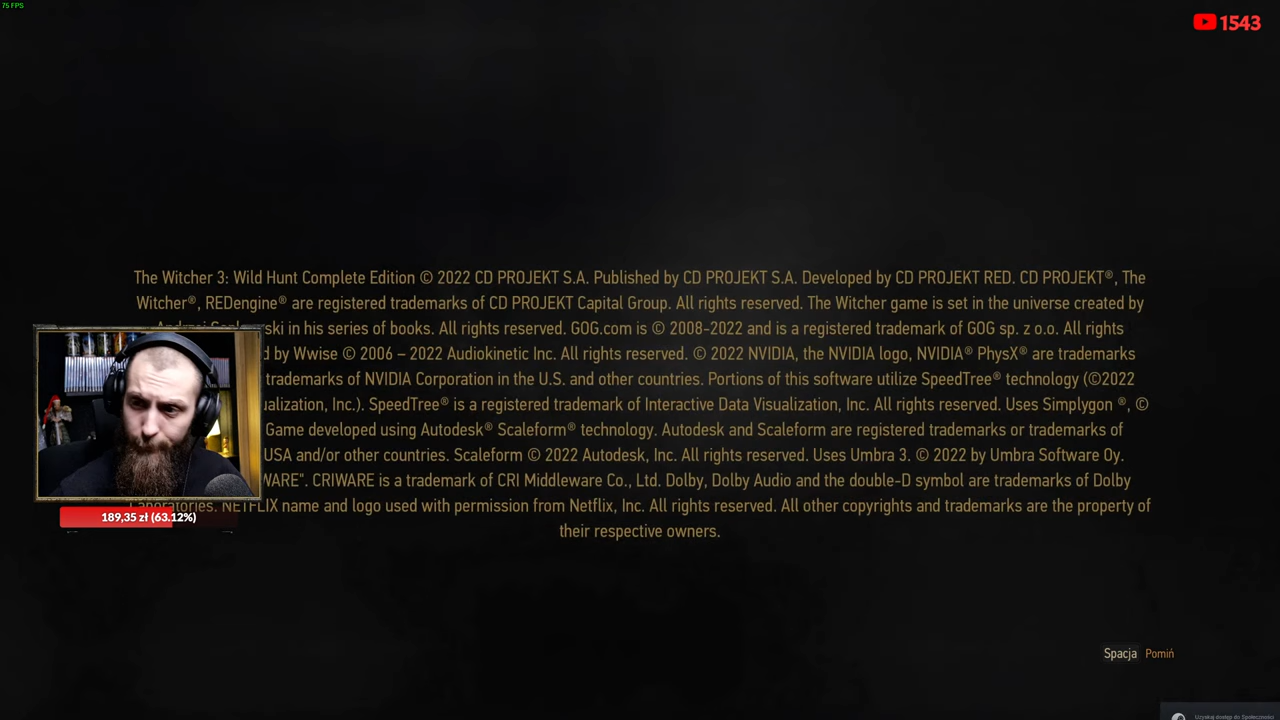 75 FPS
1543
The Witcher 3: Wild Hunt Complete Edition © 2022 CD PROJEKT S.A. Published by CD PROJEKT S.A. Developed by CD PROJEKT RED. CD PROJEKT®, The
Witcher®, REDengine® are registered trademarks of CD PROJEKT Capital Group. All rights reserved. The Witcher game is set in the universe created by
in his series of books. All rights reserved. GOG.com is © 2008-2022 and is a registered trademark of GOG sp. z o.o. All rights
by Wwise © 2006 – 2022 Audiokinetic Inc. All rights reserved. © 2022 NVIDIA, the NVIDIA logo, NVIDIA® PhysX® are trademarks
trademarks of NVIDIA Corporation in the U.S. and other countries. Portions of this software utilize SpeedTree® technology (©2022
Inc.). SpeedTree® is a registered trademark of Interactive Data Visualization, Inc. All rights reserved. Uses Simplygon ®, ©
Game developed using Autodesk® Scaleform® technology. Autodesk and Scaleform are registered trademarks or trademarks of
USA and/or other countries. Scaleform © 2022 Autodesk, Inc. All rights reserved. Uses Umbra 3. © 2022 by Umbra Software Oy.
CRIWARE is a trademark of CRI Middleware Co., Ltd. Dolby, Dolby Audio and the double-D symbol are trademarks of Dolby
Laboratories. NETFLIX name and logo used with permission from Netflix, Inc. All rights reserved. All other copyrights and trademarks are the property of
189,35 zł (63.12%)
their respective owners.
Spacja Pomiń
Uzyskaj dostęp do Społeczności